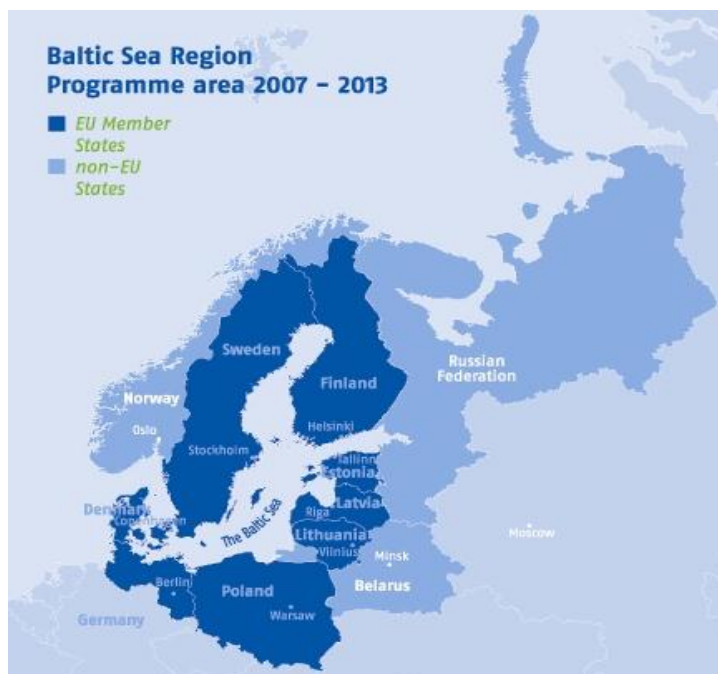 Baltic Sea Region
Programme area 2007 – 2013
EU Member
States
non-EU
States
Sweden
Finland
Russian
Federation
Norway
Oslo
Helsinki
Stockholm
Tallinn
Estonia
Denmark
Copenhagen
Latvia
Riga
The Baltic Sea
Lithuania
Vilnius
Moscow
Minsk
Belarus
Berlin
Poland
Warsaw
Germany